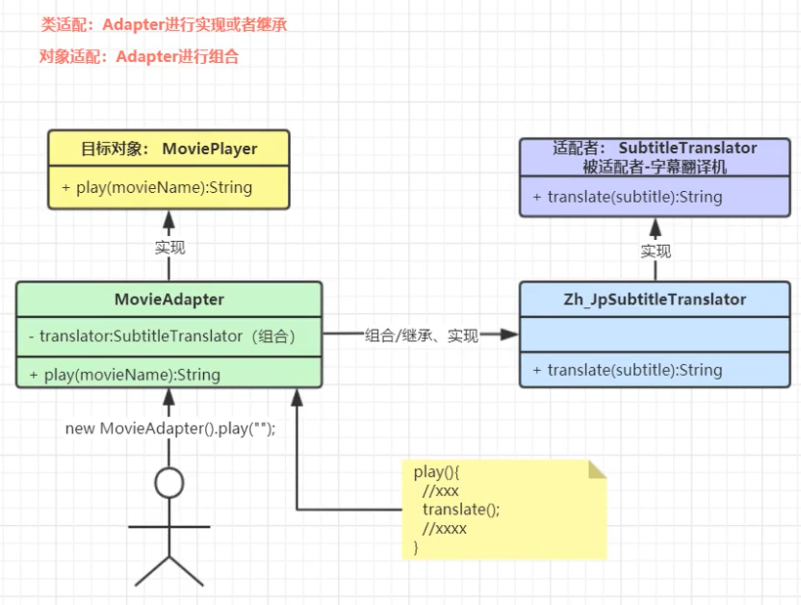 类适配：Adapter进行实现或者继承
对象适配：Adapter进行组合
目标对象： MoviePlayer
+ play(movieName):String
适配者： SubtitleTranslator
被适配者-字幕翻译机
+ translate(subtitle):String
实现
实现
MovieAdapter
- translator:SubtitleTranslator（组合）
+ play(movieName):String
组合/继承、实现
Zh_JpSubtitleTranslator
+ translate(subtitle):String
new MovieAdapter().play("");
play(){
//xxx
translate();
//xxxx
}